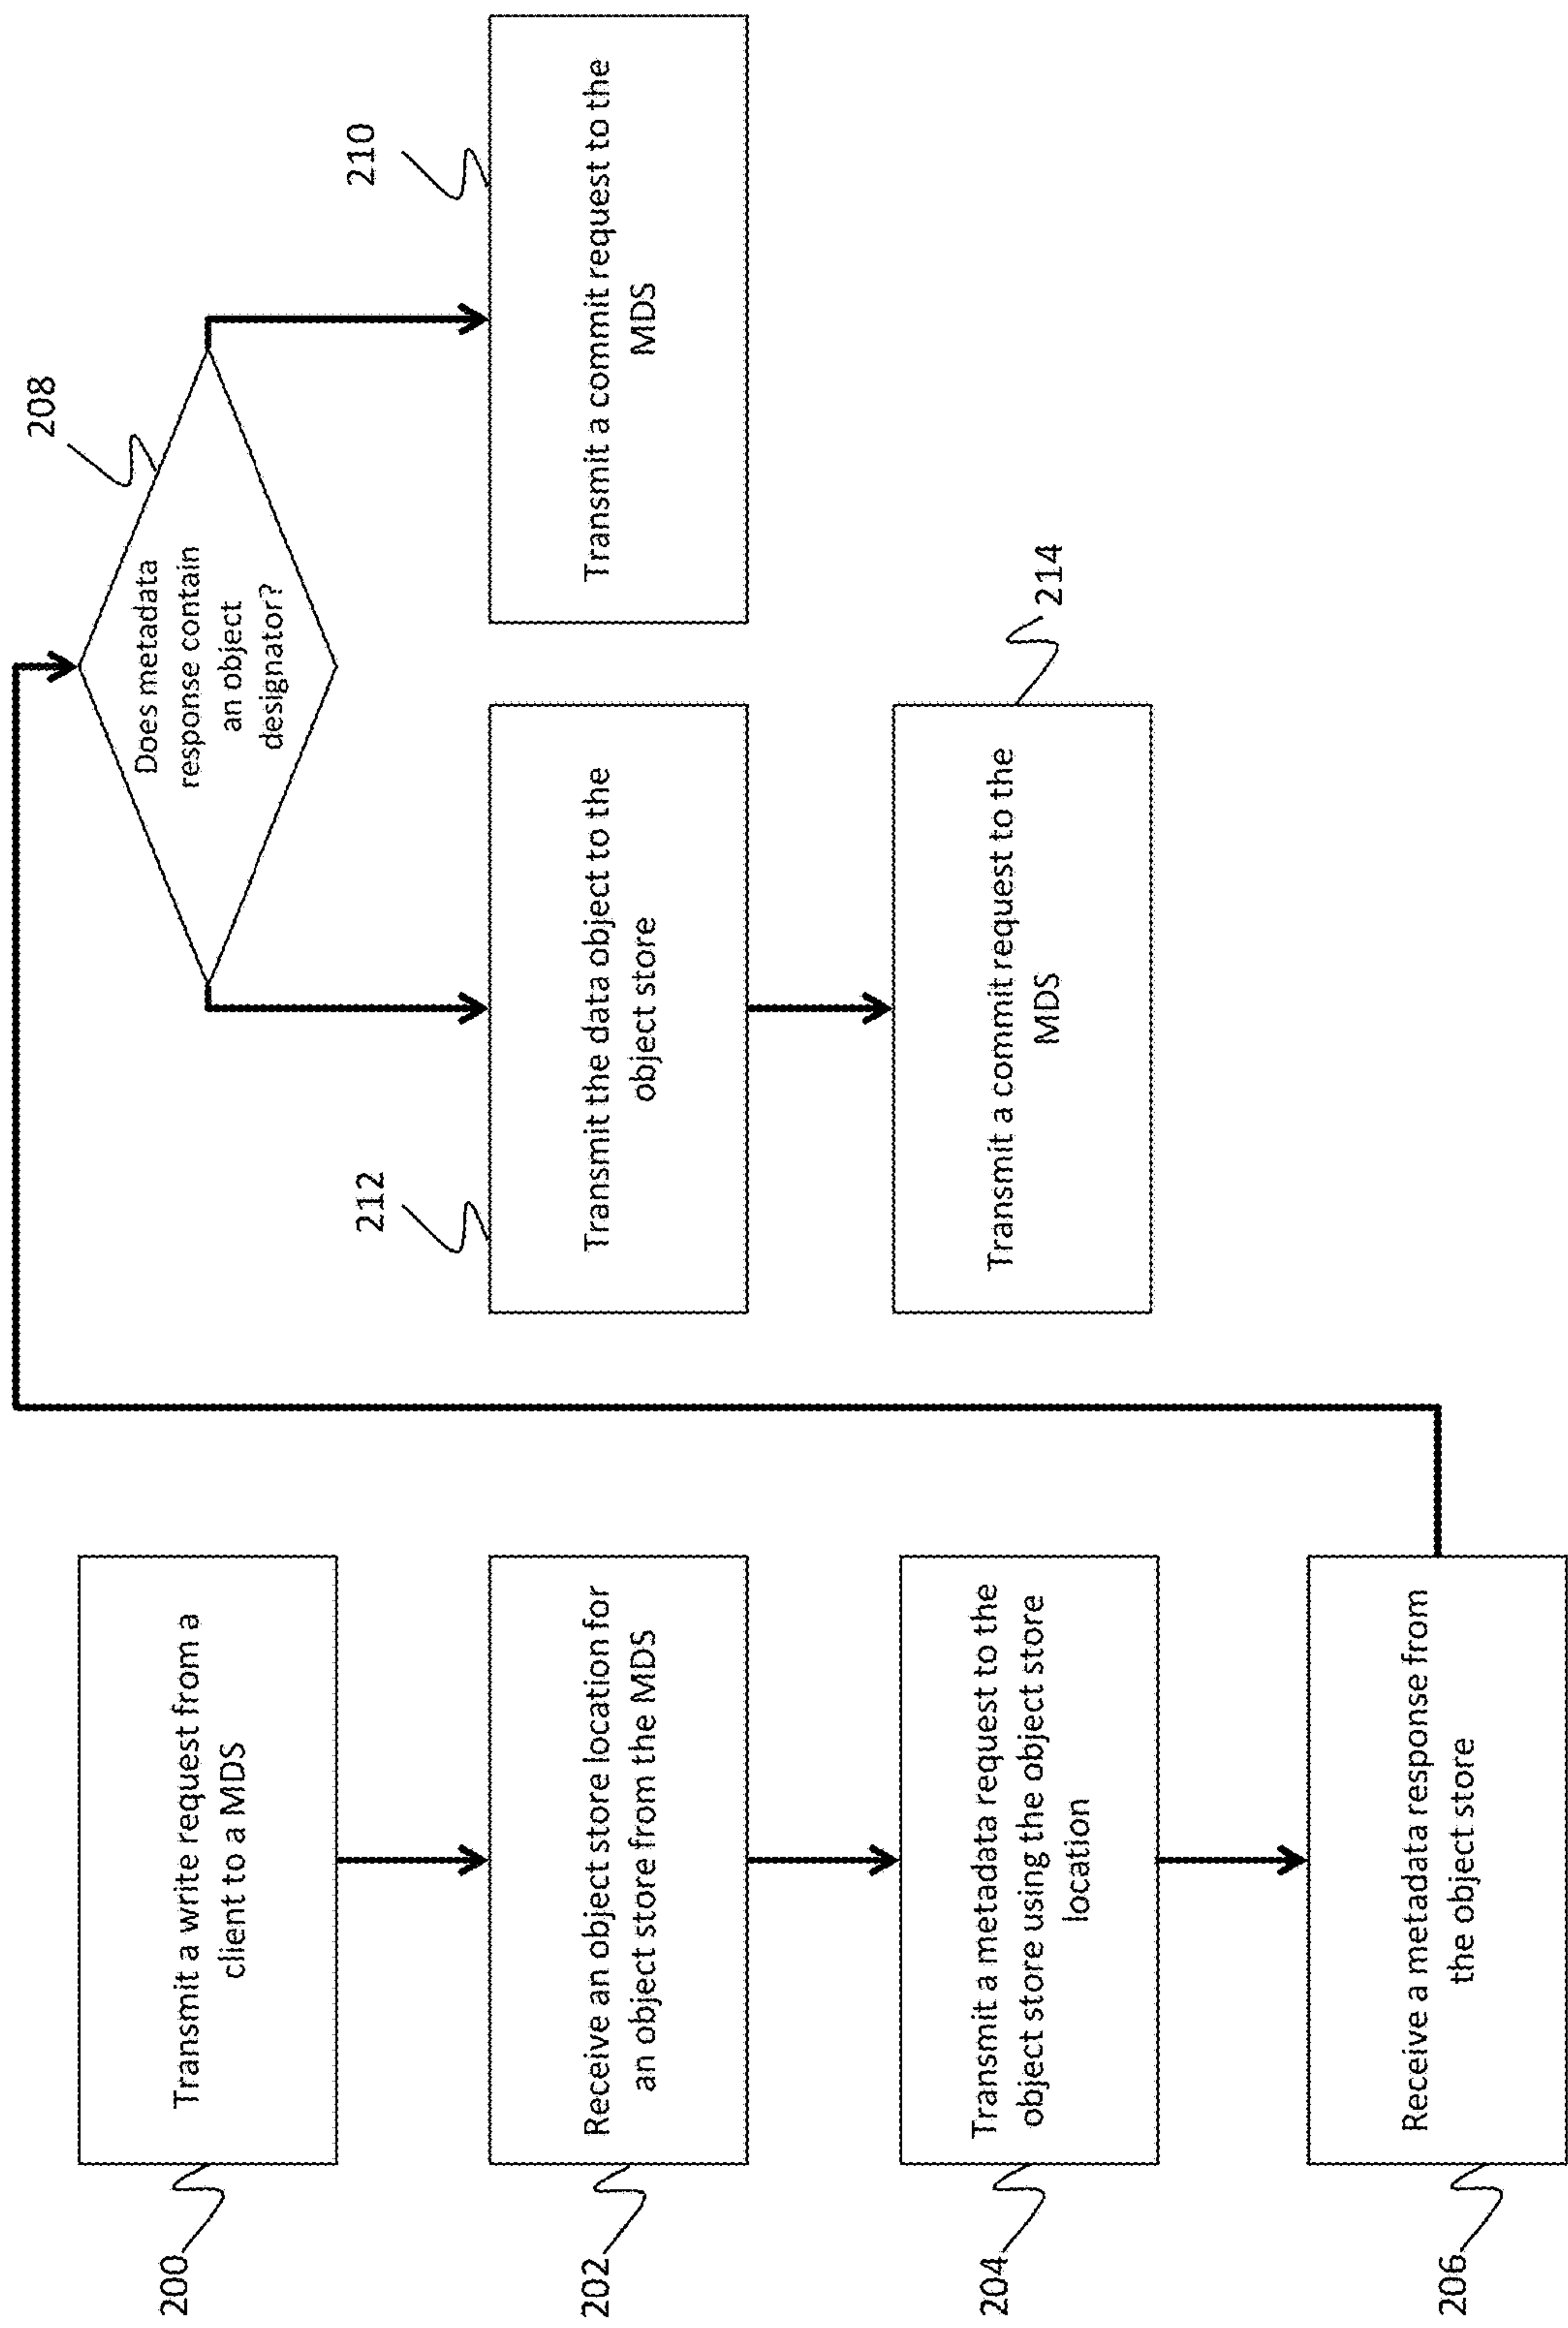 200
Transmit a write request from a
client to a MDS
202
Receive an object store location for
an object store from the MDS
204
Transmit a metadata request to the
object store using the object store
location
206
Receive a metadata response from
the object store
208
Does metadata
response contain
an object
designator?
212
Transmit the data object to the
object store
210
Transmit a commit request to the
MDS
Transmit a commit request to the
MDS
214